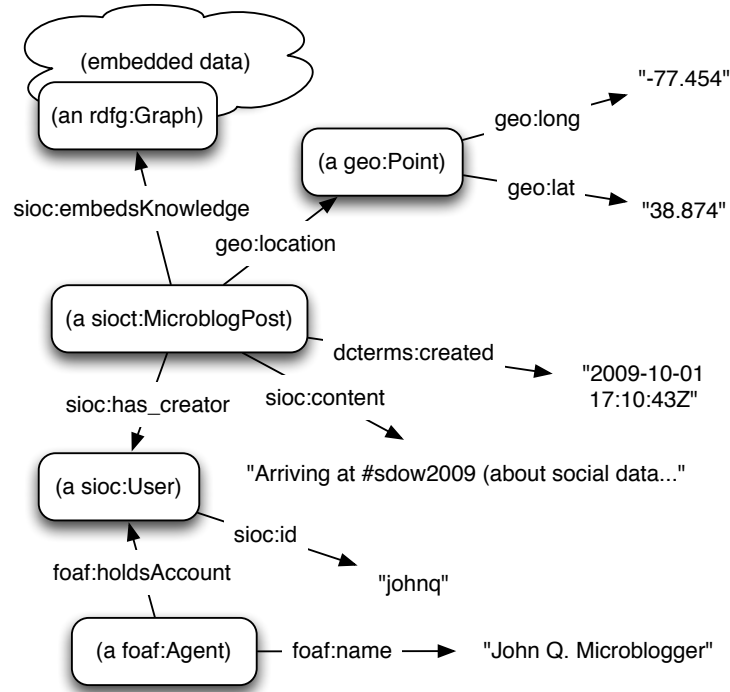 (embedded data)
(an rdfg:Graph)
"-77.454"
geo:long
(a geo:Point)
geo:lat
"38.874"
sioc:embedsKnowledge
geo:location
(a sioct:MicroblogPost)
dcterms:created
"2009-10-01
17:10:43Z"
sioc:has_creator
sioc:content
"Arriving at #sdow2009 (about social data..."
(a sioc:User)
sioc:id
foaf:holdsAccount
"johnq"
(a foaf:Agent)
foaf:name
"John Q. Microblogger"